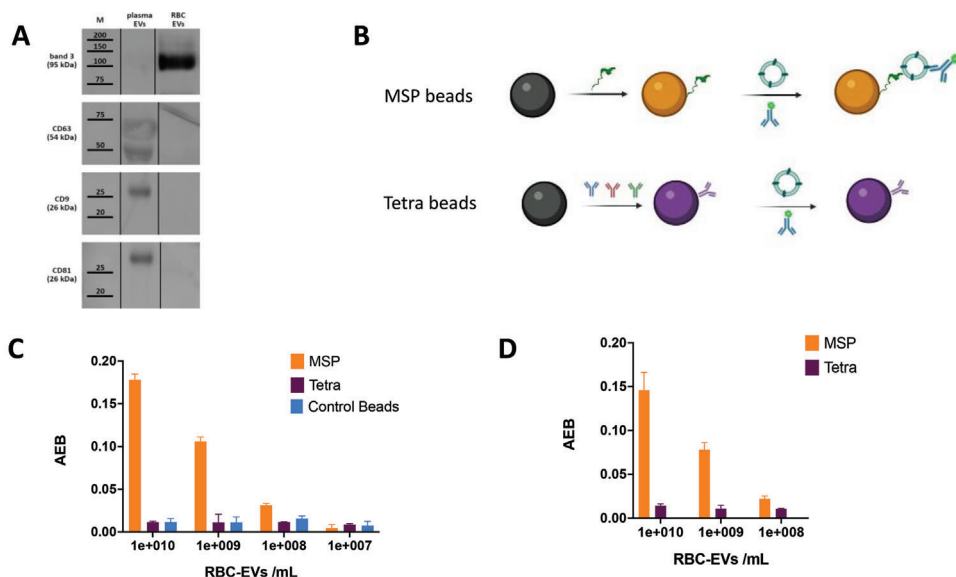 A
M
plasma
EVs
RBC
EVs
band 3
(95 kDa)
200
150
100
75
CD63
(54 kDa)
75
50
CD9
(26 kDa)
25
20
CD81
(26 kDa)
25
20
B
MSP beads
Tetra beads
C
AEB
0.20
0.15
0.10
0.05
0.00
MSP
Tetra
Control Beads
1e+010 1e+009 1e+008 1e+007
RBC-EVs /mL
D
AEB
0.20
0.15
0.10
0.05
0.00
MSP
Tetra
1e+010 1e+009 1e+008
RBC-EVs /mL